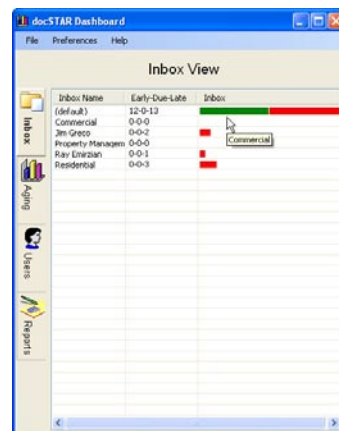 docSTAR Dashboard
File Preferences Help
Inbox View
Inbox Name Early-Due-Late Inbox
(default) 12-0-13
Commercial 0-0-0
Jim Greco 0-0-2
Property Managem 0-0-0
Ray Emirzian 0-0-1
Residential 0-0-3
Commercial
Inbox
Aging
Users
Reports